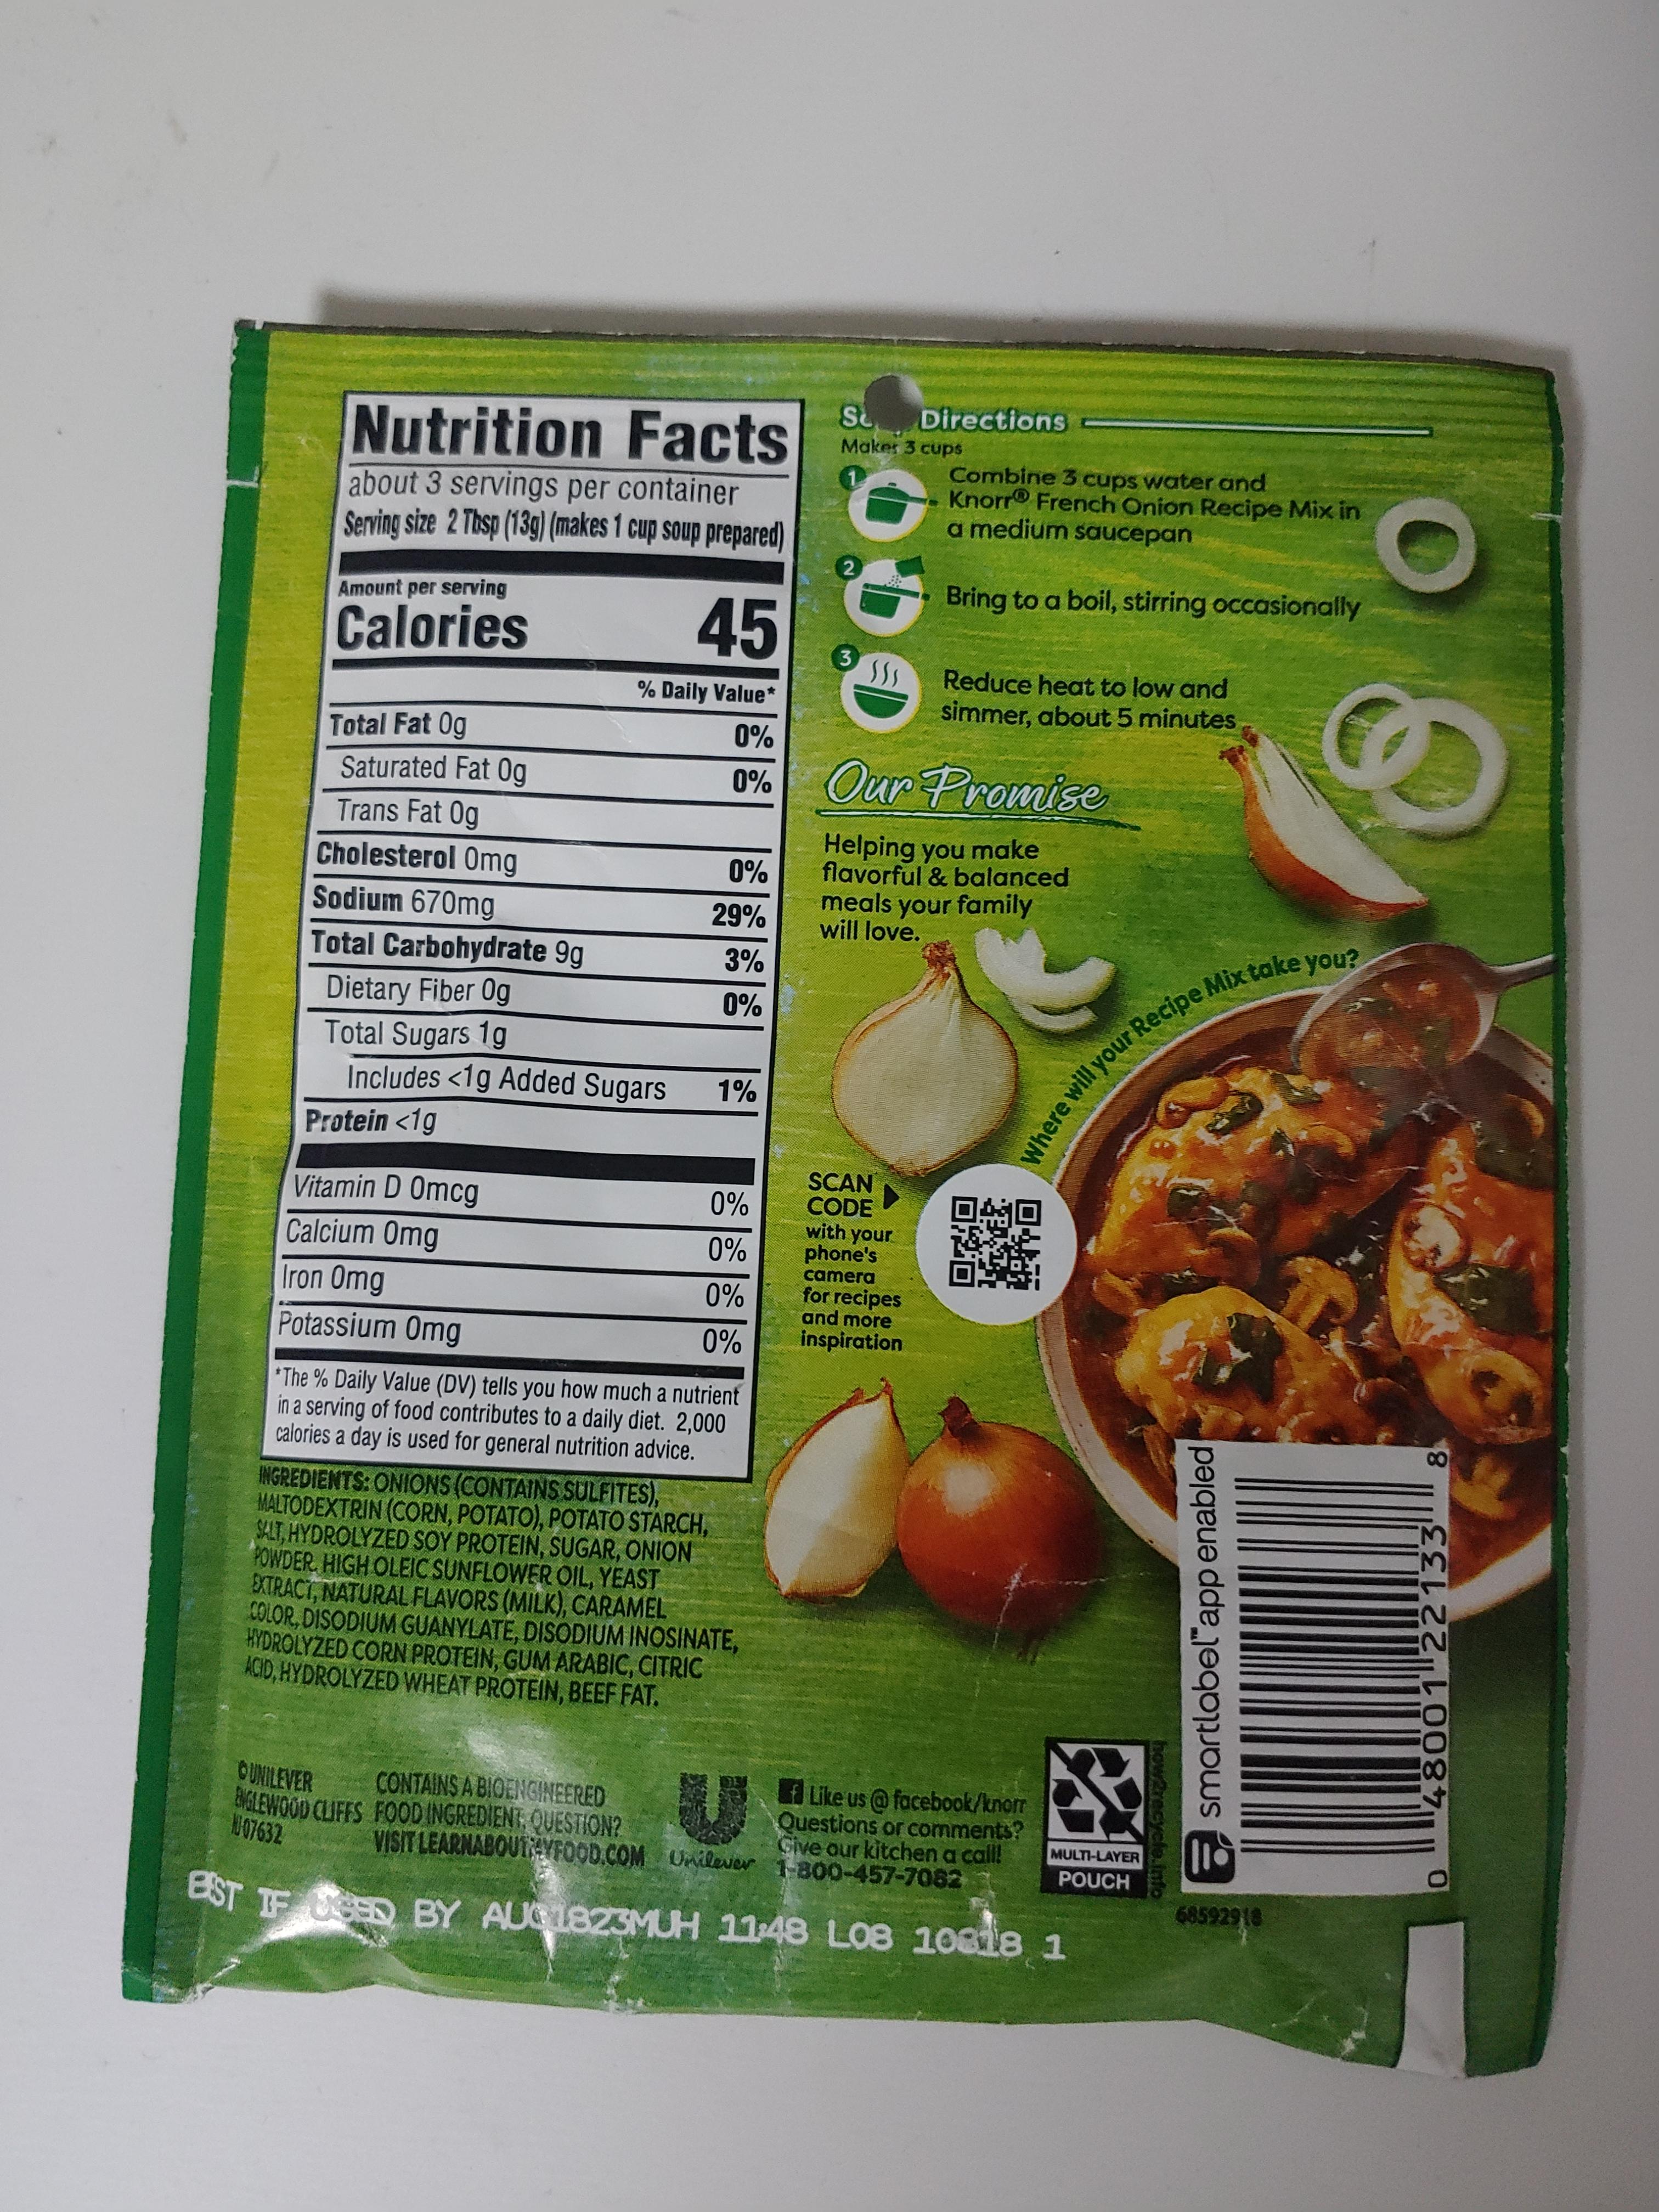 Nutrition Facts
about 3 servings per container
Serving size 2 Tbsp (13g) (makes 1 cup soup prepared)
Amount per serving
Calories 45
% Daily Value*
Total Fat 0g 0%
Saturated Fat 0g 0%
Trans Fat 0g
Cholesterol 0mg 0%
Sodium 670mg 29%
Total Carbohydrate 9g 3%
Dietary Fiber 0g 0%
Total Sugars 1g
Includes <1g Added Sugars 1%
Protein <1g
Vitamin D 0mcg 0%
Calcium 0mg 0%
Iron 0mg 0%
Potassium 0mg 0%
*The % Daily Value (DV) tells you how much a nutrient
in a serving of food contributes to a daily diet. 2,000
calories a day is used for general nutrition advice.
INGREDIENTS: ONIONS (CONTAINS SULFITES),
MALTODEXTRIN (CORN, POTATO), POTATO STARCH,
SALT, HYDROLYZED SOY PROTEIN, SUGAR, ONION
POWDER, HIGH OLEIC SUNFLOWER OIL, YEAST
EXTRACT, NATURAL FLAVORS (MILK), CARAMEL
COLOR, DISODIUM GUANYLATE, DISODIUM INOSINATE,
HYDROLYZED CORN PROTEIN, GUM ARABIC, CITRIC
ACID, HYDROLYZED WHEAT PROTEIN, BEEF FAT.
Directions
Makes 3 cups
1 Combine 3 cups water and
Knorr® French Onion Recipe Mix in
a medium saucepan
2 Bring to a boil, stirring occasionally
3 Reduce heat to low and
simmer, about 5 minutes
Our Promise
Helping you make
flavorful & balanced
meals your family
will love.
Where will your Recipe Mix take you?
SCAN
CODE
with your
phone's
camera
for recipes
and more
inspiration
smartlabel™ app enabled
0 48001 22133 8
68592918
© UNILEVER
ENGLEWOOD CLIFFS
NJ 07632
CONTAINS A BIOENGINEERED
FOOD INGREDIENT. QUESTION?
VISIT LEARNABOUTMYFOOD.COM
Unilever
Like us @ facebook/knorr
Questions or comments?
Give our kitchen a call!
1-800-457-7082
MULTI-LAYER
POUCH
how2recycle.info
BEST IF USED BY AUG1823MUH 11:48 L08 1